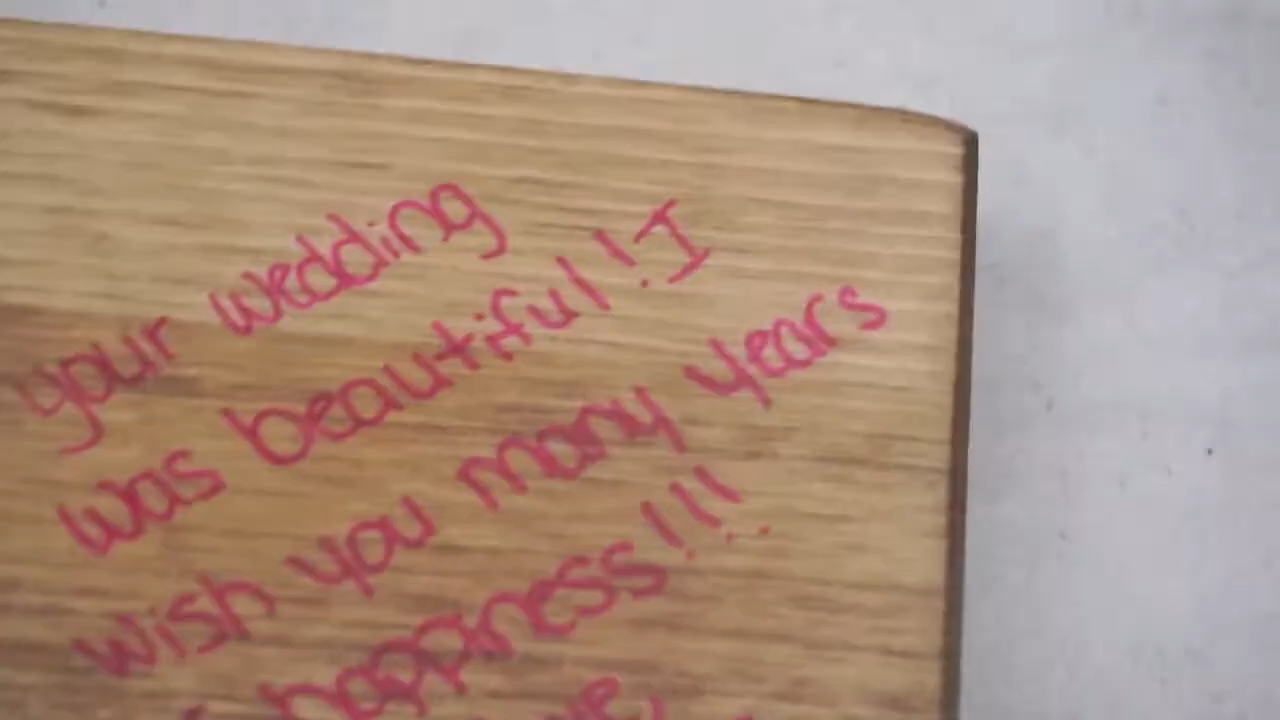 your wedding
was beautiful! I
wish you many years
happiness!!!